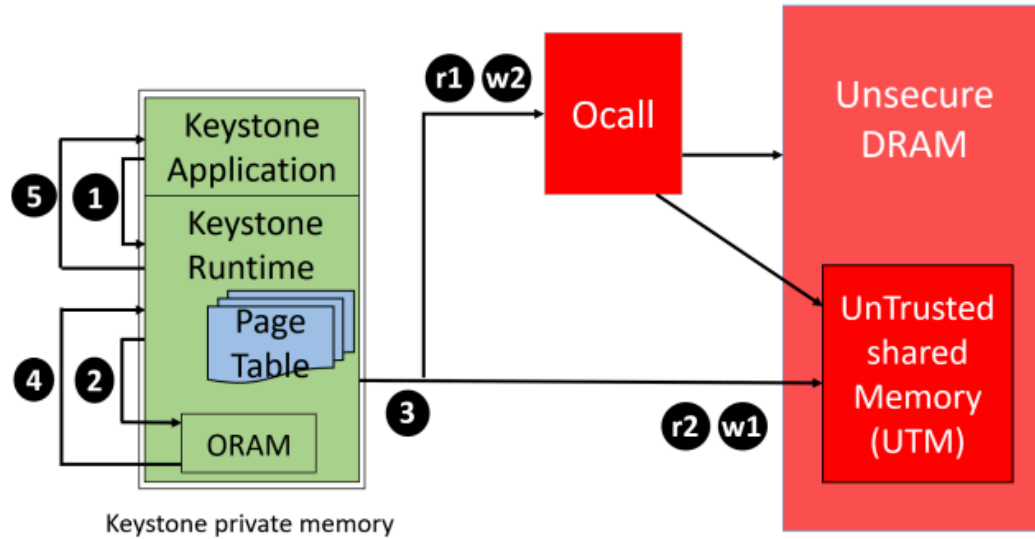 r1 w2
Ocall
Unsecure
DRAM
Keystone
Application
5 1
Keystone
Runtime
Page
Table
4 2
3
ORAM
r2 w1
UnTrusted
shared
Memory
(UTM)
Keystone private memory